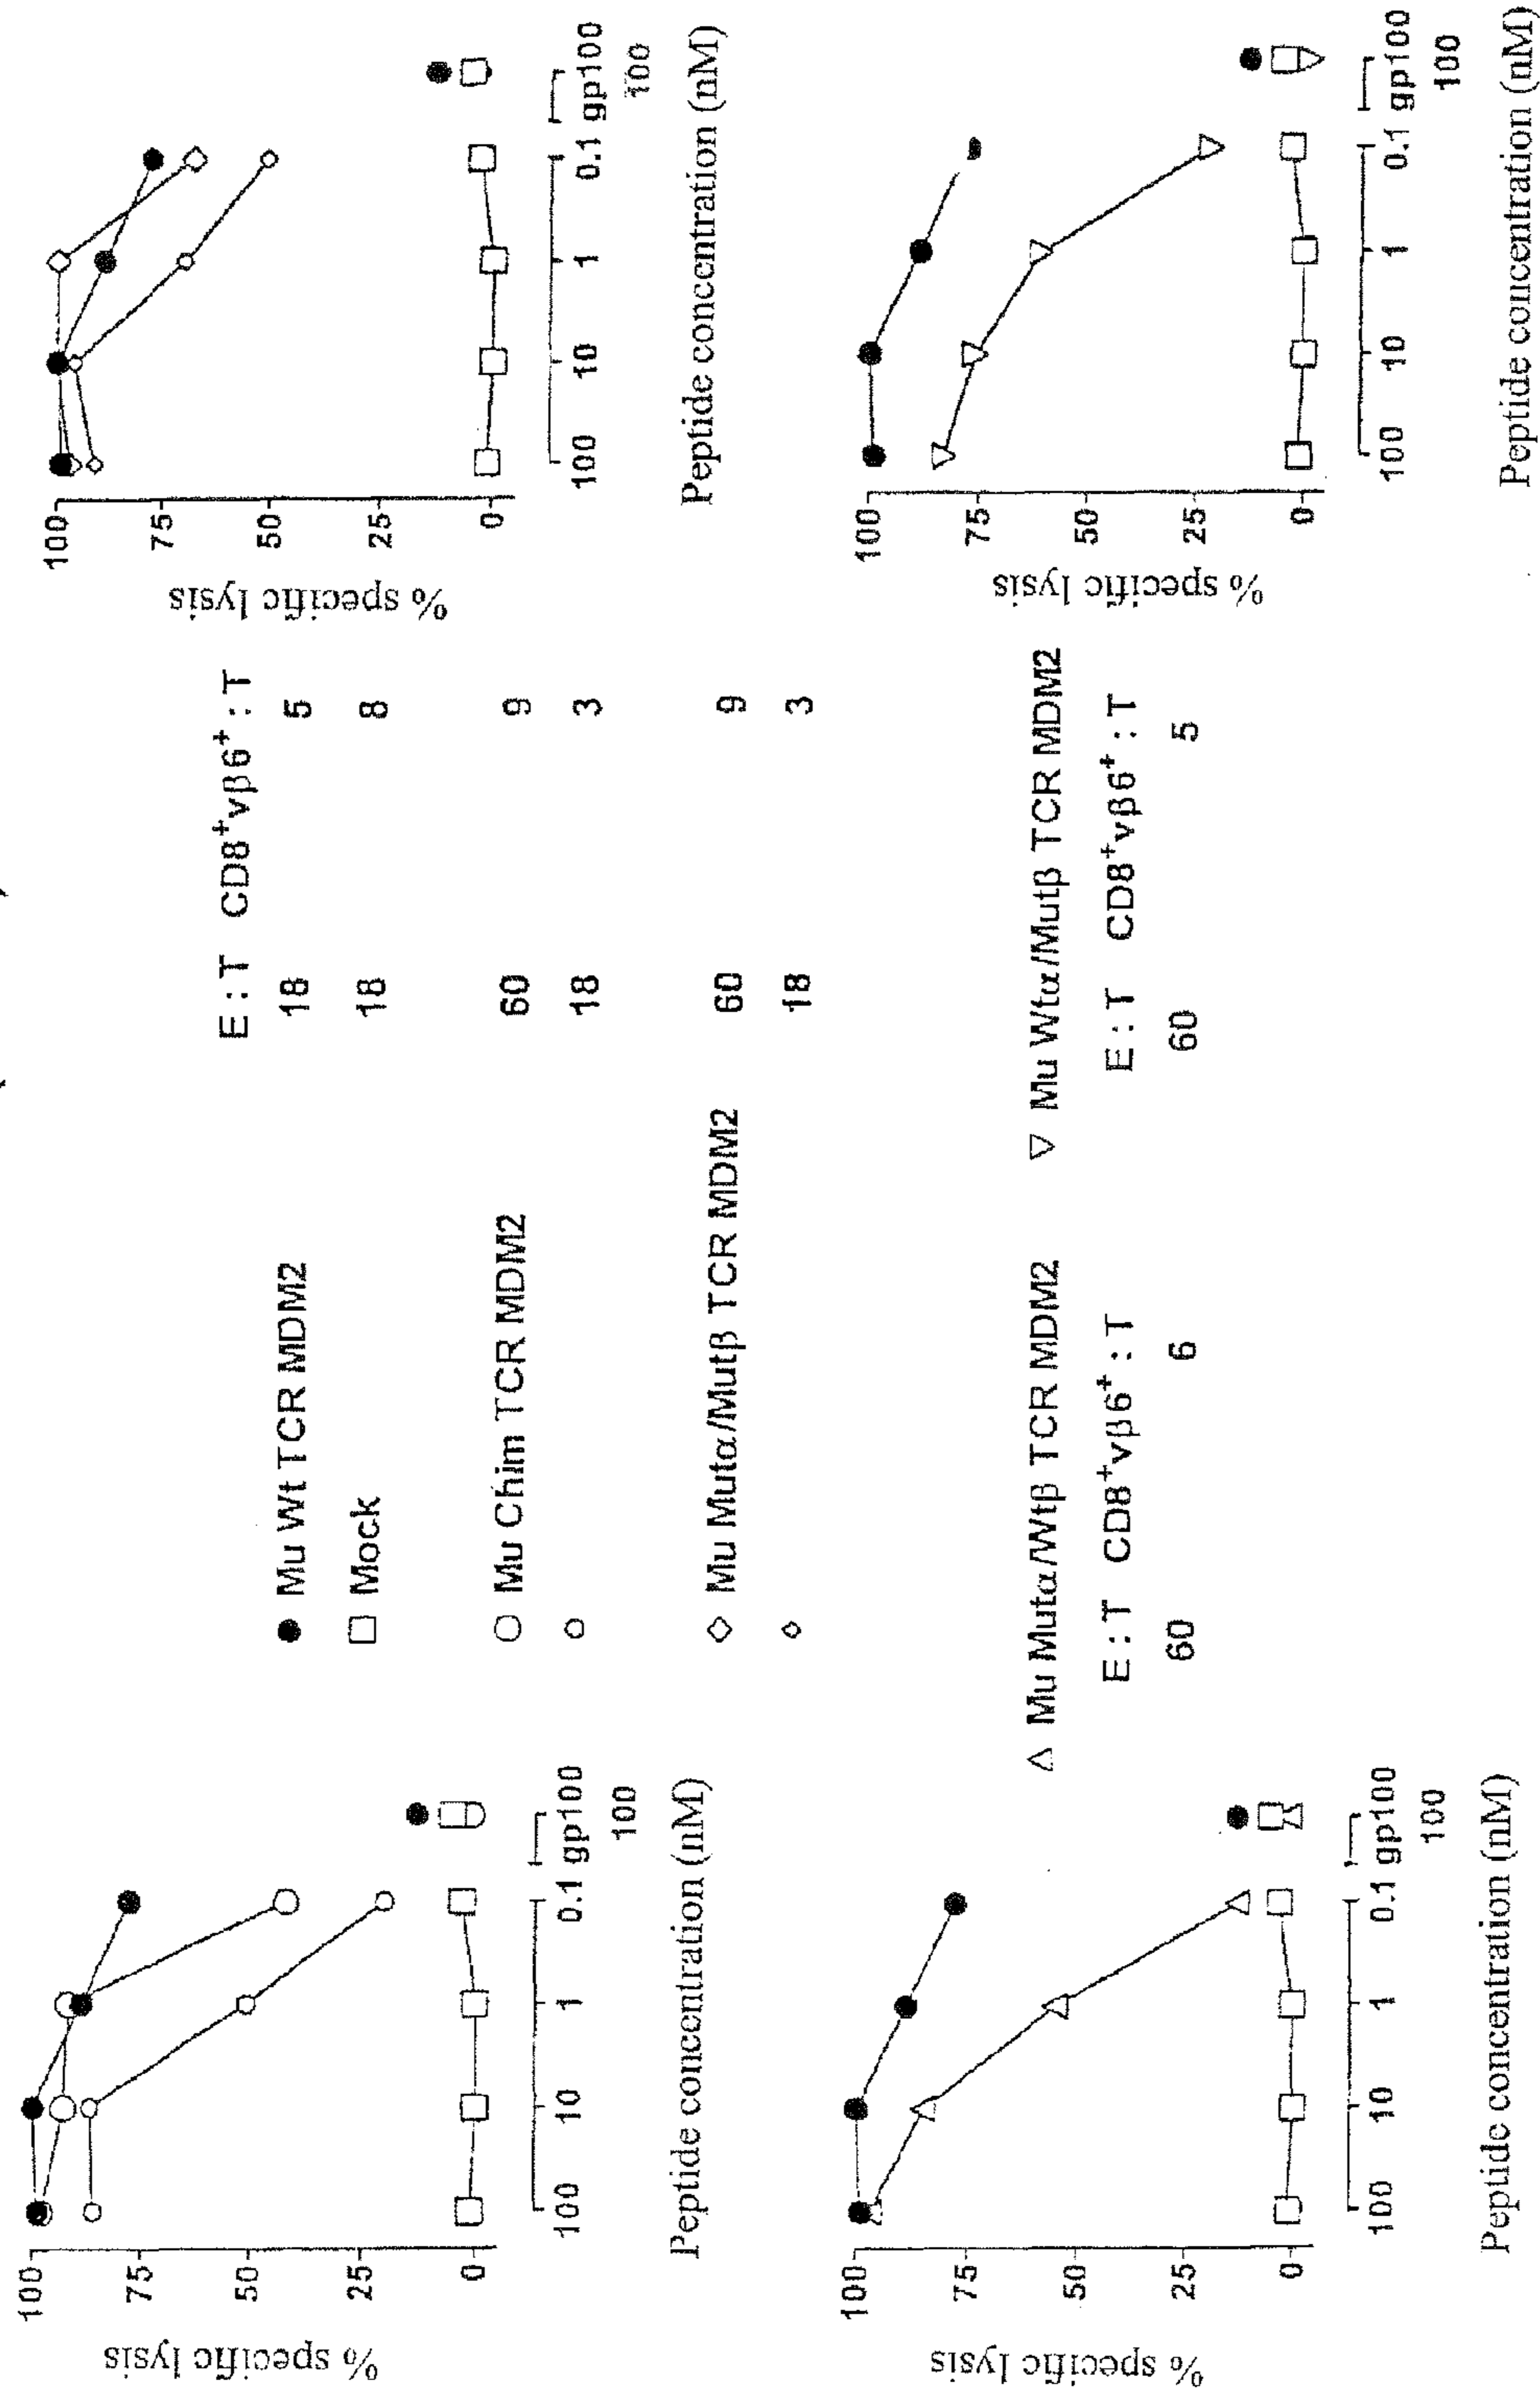 100
75
50
25
0
% specific lysis
100 10 1 0.1 gp100
100
Peptide concentration (nM)
E : T CD8⁺vβ6⁺ : T
Mu Wt TCR MDM2 18 5
Mock 18 8
Mu Chim TCR MDM2 60 9
18 3
Mu Mutα/Mutβ TCR MDM2 60 9
18 3
100
75
50
25
0
% specific lysis
100 10 1 0.1 gp100
100
Peptide concentration (nM)
100
75
50
25
0
% specific lysis
100 10 1 0.1 gp100
100
Peptide concentration (nM)
Mu Mutα/Wtβ TCR MDM2
E : T CD8⁺vβ6⁺ : T
60 6
Mu Wtα/Mutβ TCR MDM2
E : T CD8⁺vβ6⁺ : T
60 5
100
75
50
25
0
% specific lysis
100 10 1 0.1 gp100
100
Peptide concentration (nM)